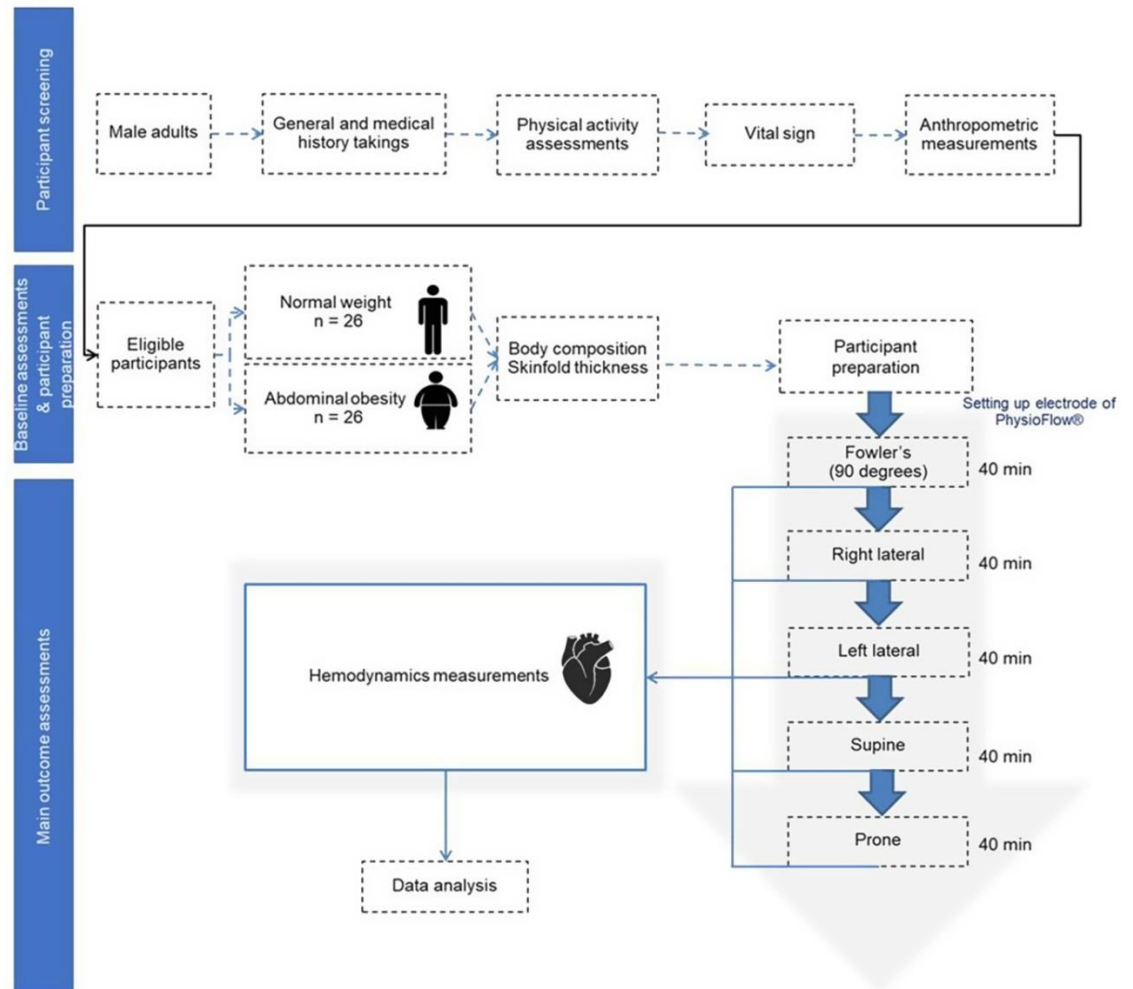 Participant screening
Male adults
General and medical
history takings
Physical activity
assessments
Vital sign
Anthropometric
measurements
Baseline assessments
& participant
preparation
Eligible
participants
Normal weight
n = 26
Abdominal obesity
n = 26
Body composition
Skinfold thickness
Participant
preparation
Setting up electrode of
PhysioFlow®
Main outcome assessments
Fowler's
(90 degrees)
40 min
Right lateral
40 min
Left lateral
40 min
Supine
40 min
Prone
40 min
Hemodynamics measurements
Data analysis